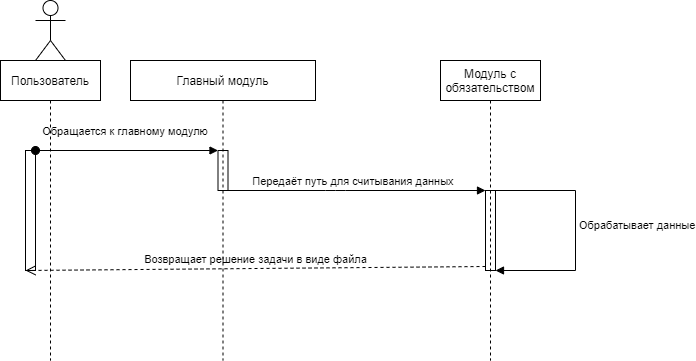 Пользователь
Главный модуль
Модуль с
обязательством
Обращается к главному модулю
Передаёт путь для считывания данных
Обрабатывает данные
Возвращает решение задачи в виде файла